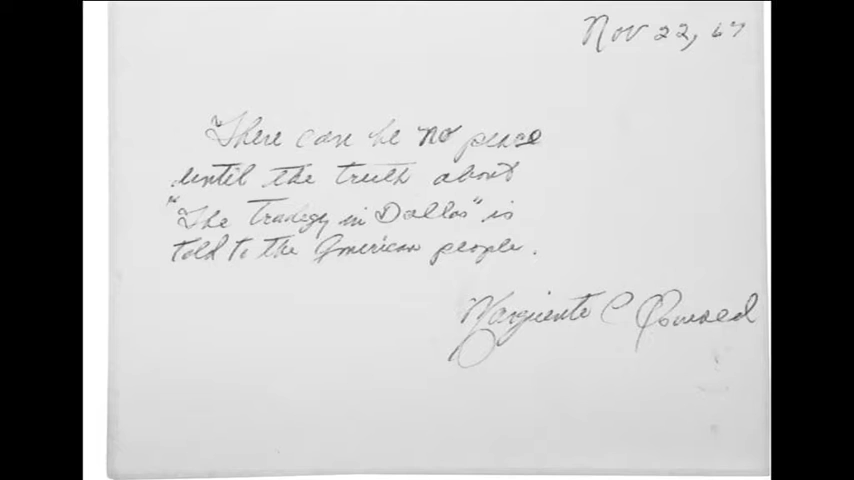 Nov 22, 67
"There can be no peace
until the truth about
"The Tradegy in Dallas" is
told to the American people.
Marguerite C Oswald